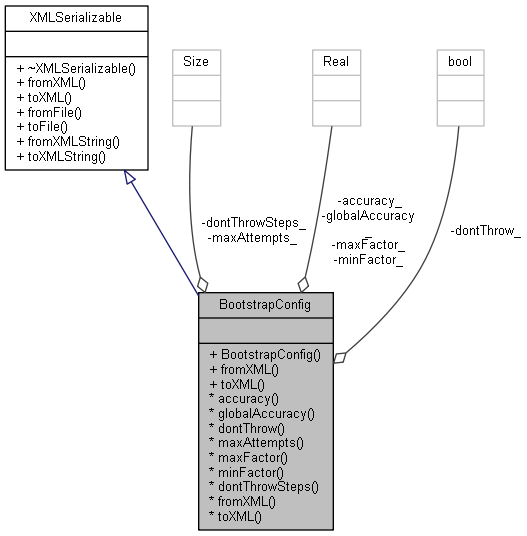 XMLSerializable
+ ~XMLSerializable()
+ fromXML()
+ toXML()
+ fromFile()
+ toFile()
+ fromXMLString()
+ toXMLString()
Size
Real
bool
-dontThrowSteps_
-maxAttempts_
-accuracy_
-globalAccuracy
_
-maxFactor_
-minFactor_
-dontThrow_
BootstrapConfig
+ BootstrapConfig()
+ fromXML()
+ toXML()
* accuracy()
* globalAccuracy()
* dontThrow()
* maxAttempts()
* maxFactor()
* minFactor()
* dontThrowSteps()
* fromXML()
* toXML()